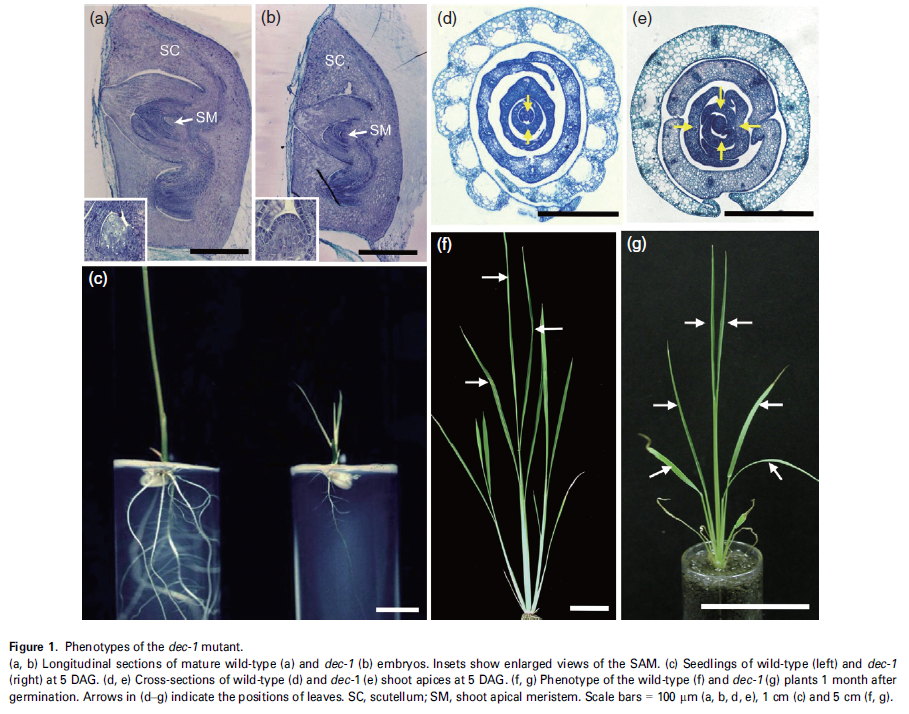 (a)
SC
SM
(b)
SC
SM
(d)
(e)
(c)
(f)
(g)
Figure 1. Phenotypes of the dec-1 mutant.
(a, b) Longitudinal sections of mature wild-type (a) and dec-1 (b) embryos. Insets show enlarged views of the SAM. (c) Seedlings of wild-type (left) and dec-1
(right) at 5 DAG. (d, e) Cross-sections of wild-type (d) and dec-1 (e) shoot apices at 5 DAG. (f, g) Phenotype of the wild-type (f) and dec-1 (g) plants 1 month after
germination. Arrows in (d–g) indicate the positions of leaves. SC, scutellum; SM, shoot apical meristem. Scale bars = 100 μm (a, b, d, e), 1 cm (c) and 5 cm (f, g).